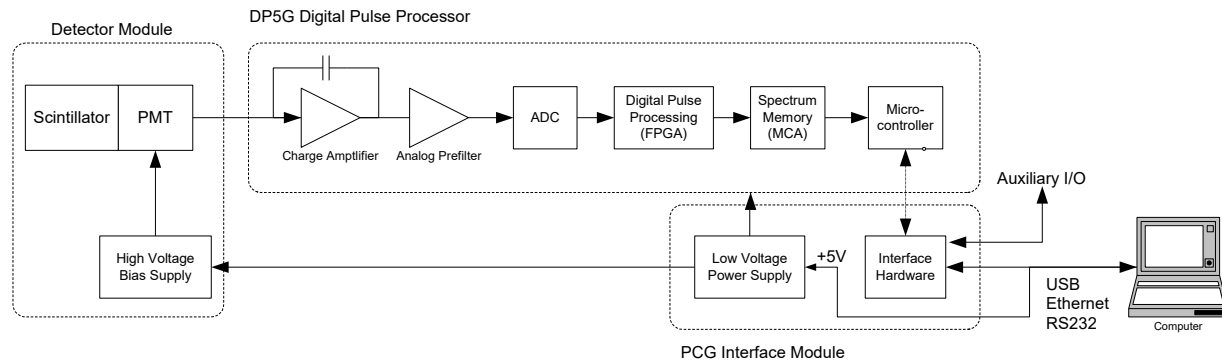 DP5G Digital Pulse Processor
Detector Module
Scintillator
PMT
Charge Amptlifier
Analog Prefilter
ADC
Digital Pulse
Processing
(FPGA)
Spectrum
Memory
(MCA)
Micro-
controller
Auxiliary I/O
High Voltage
Bias Supply
Low Voltage
Power Supply
+5V
Interface
Hardware
USB
Ethernet
RS232
Computer
PCG Interface Module